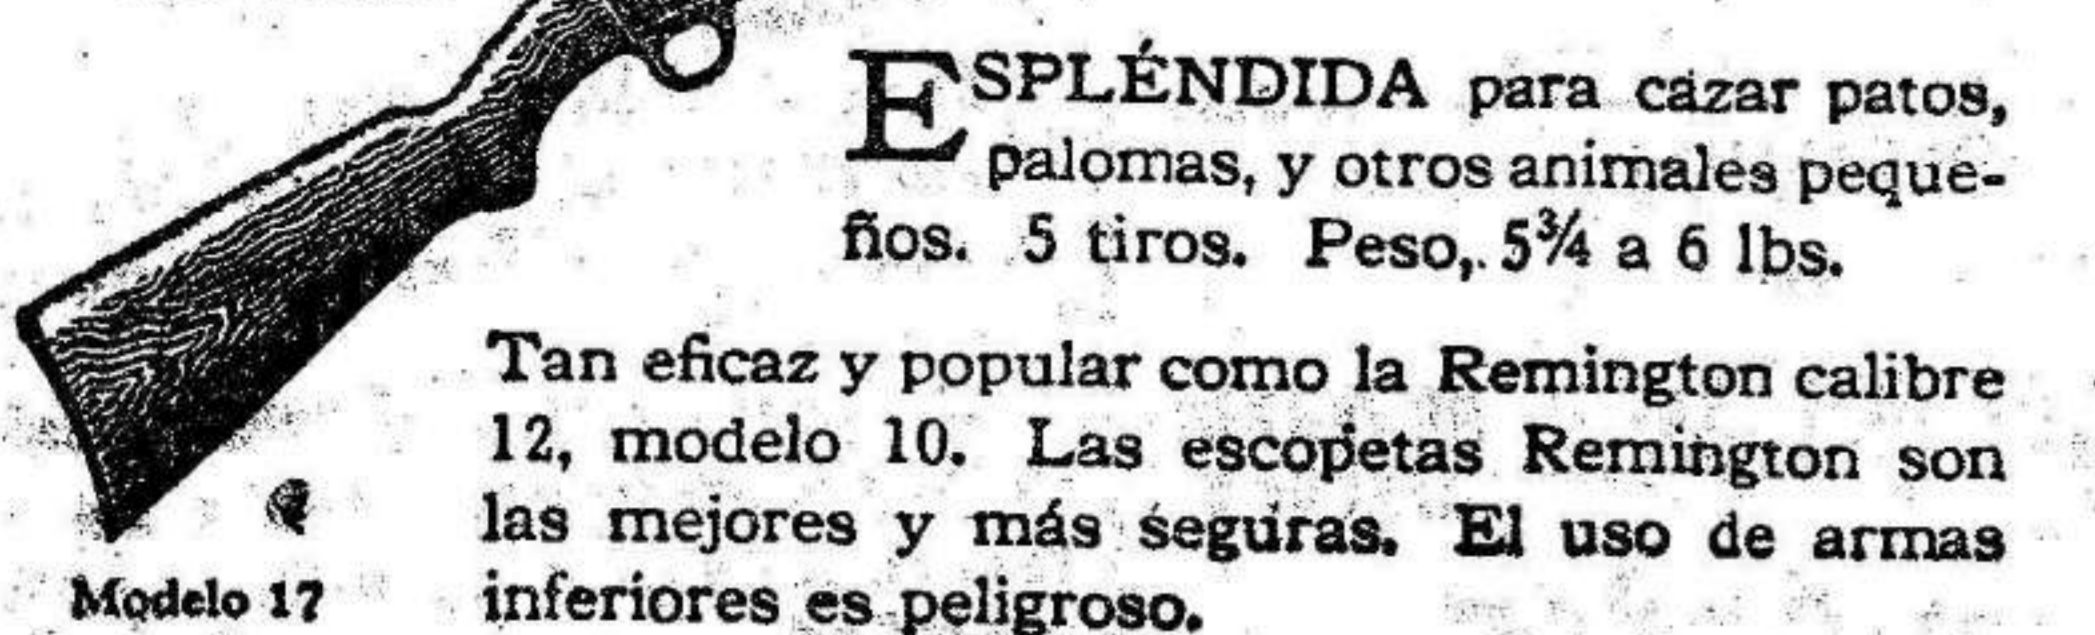 ESPLÉNDIDA para cazar patos,
palomas, y otros animales peque-
ños. 5 tiros. Peso, 5¾ a 6 lbs.
Tan eficaz y popular como la Remington calibre
12, modelo 10. Las escopetas Remington son
las mejores y más seguras. El uso de armas
inferiores es peligroso.
Modelo 17